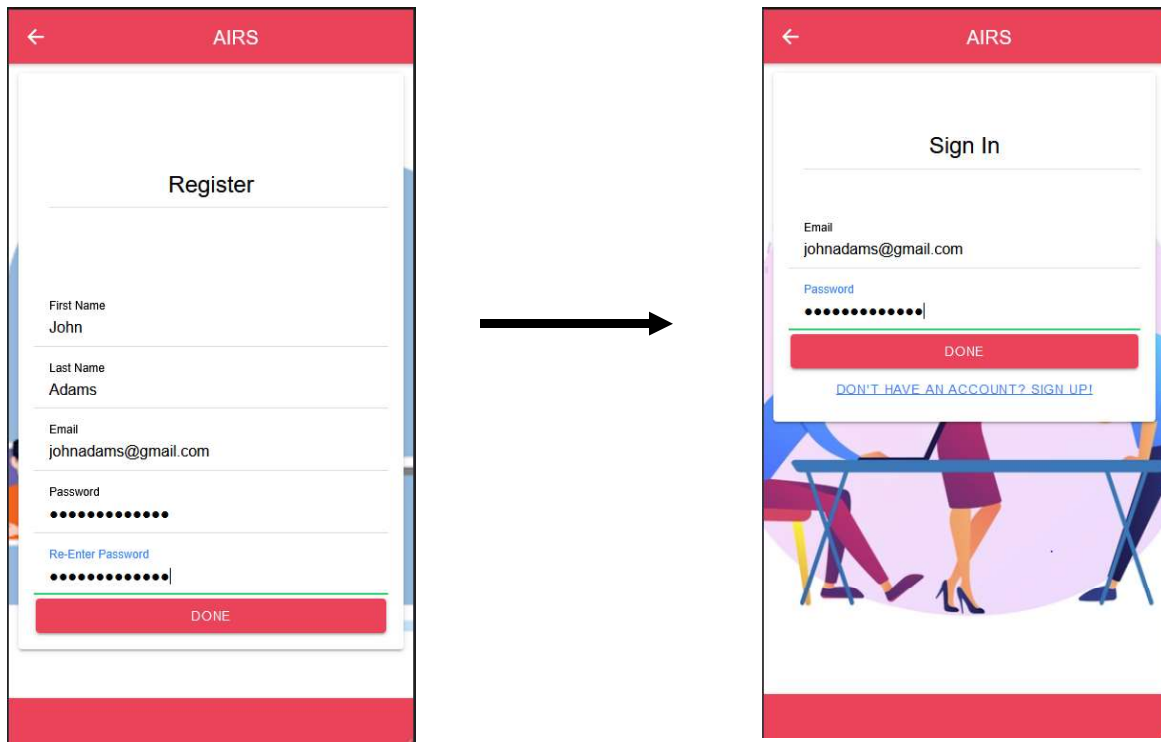 AIRS
Register
First Name
John
Last Name
Adams
Email
johnadams@gmail.com
Password
●●●●●●●●●●●●●
Re-Enter Password
●●●●●●●●●●●●●
DONE
AIRS
Sign In
Email
johnadams@gmail.com
Password
●●●●●●●●●●●●●
DONE
DON'T HAVE AN ACCOUNT? SIGN UP!